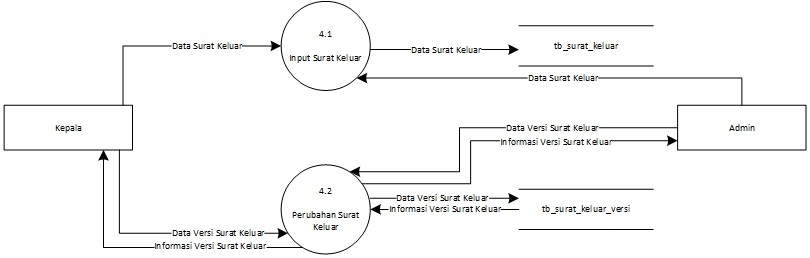 4.1
Input Surat Keluar
Data Surat Keluar
Data Surat Keluar
tb_surat_keluar
Data Surat Keluar
Kepala
Admin
Data Versi Surat Keluar
Informasi Versi Surat Keluar
4.2
Perubahan Surat
Keluar
Data Versi Surat Keluar
Informasi Versi Surat Keluar
tb_surat_keluar_versi
Data Versi Surat Keluar
Informasi Versi Surat Keluar